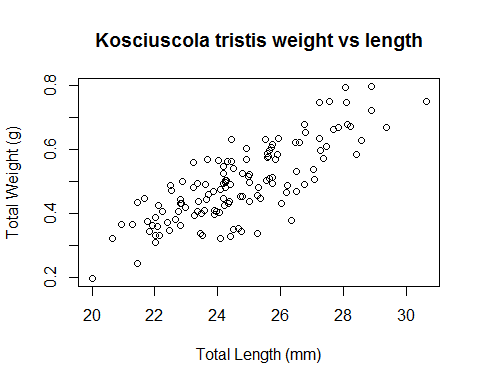 Kosciuscola tristis weight vs length
Total Weight (g)
0.8
0.6
0.4
0.2
20 22 24 26 28 30
Total Length (mm)